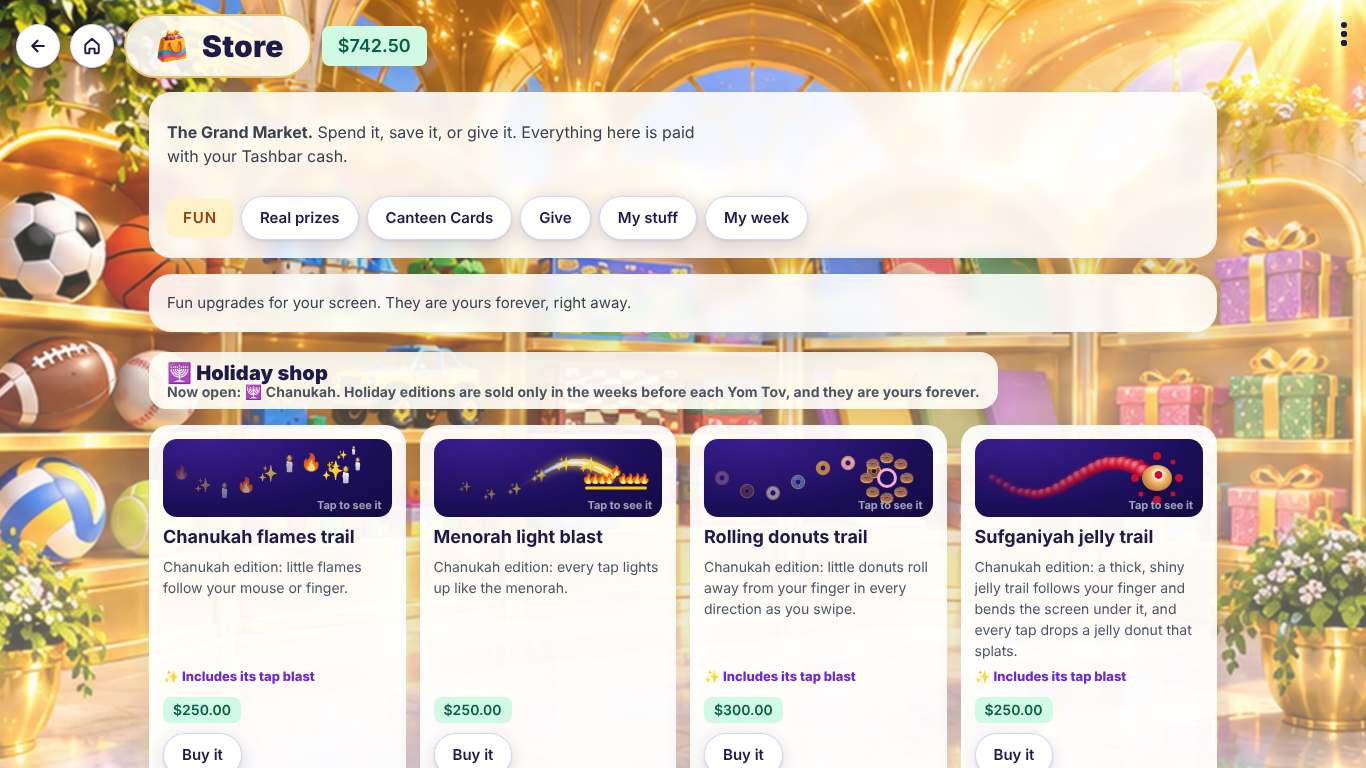 Store
$742.50
The Grand Market. Spend it, save it, or give it. Everything here is paid
with your Tashbar cash.
FUN
Real prizes
Canteen Cards
Give
My stuff
My week
Fun upgrades for your screen. They are yours forever, right away.
Holiday shop
Now open: Chanukah. Holiday editions are sold only in the weeks before each Yom Tov, and they are yours forever.
Tap to see it
Chanukah flames trail
Chanukah edition: little flames
follow your mouse or finger.
✨ Includes its tap blast
$250.00
Buy it
Tap to see it
Menorah light blast
Chanukah edition: every tap lights
up like the menorah.
$250.00
Buy it
Tap to see it
Rolling donuts trail
Chanukah edition: little donuts roll
away from your finger in every
direction as you swipe.
✨ Includes its tap blast
$300.00
Buy it
Tap to see it
Sufganiyah jelly trail
Chanukah edition: a thick, shiny
jelly trail follows your finger and
bends the screen under it, and
every tap drops a jelly donut that
splats.
✨ Includes its tap blast
$250.00
Buy it